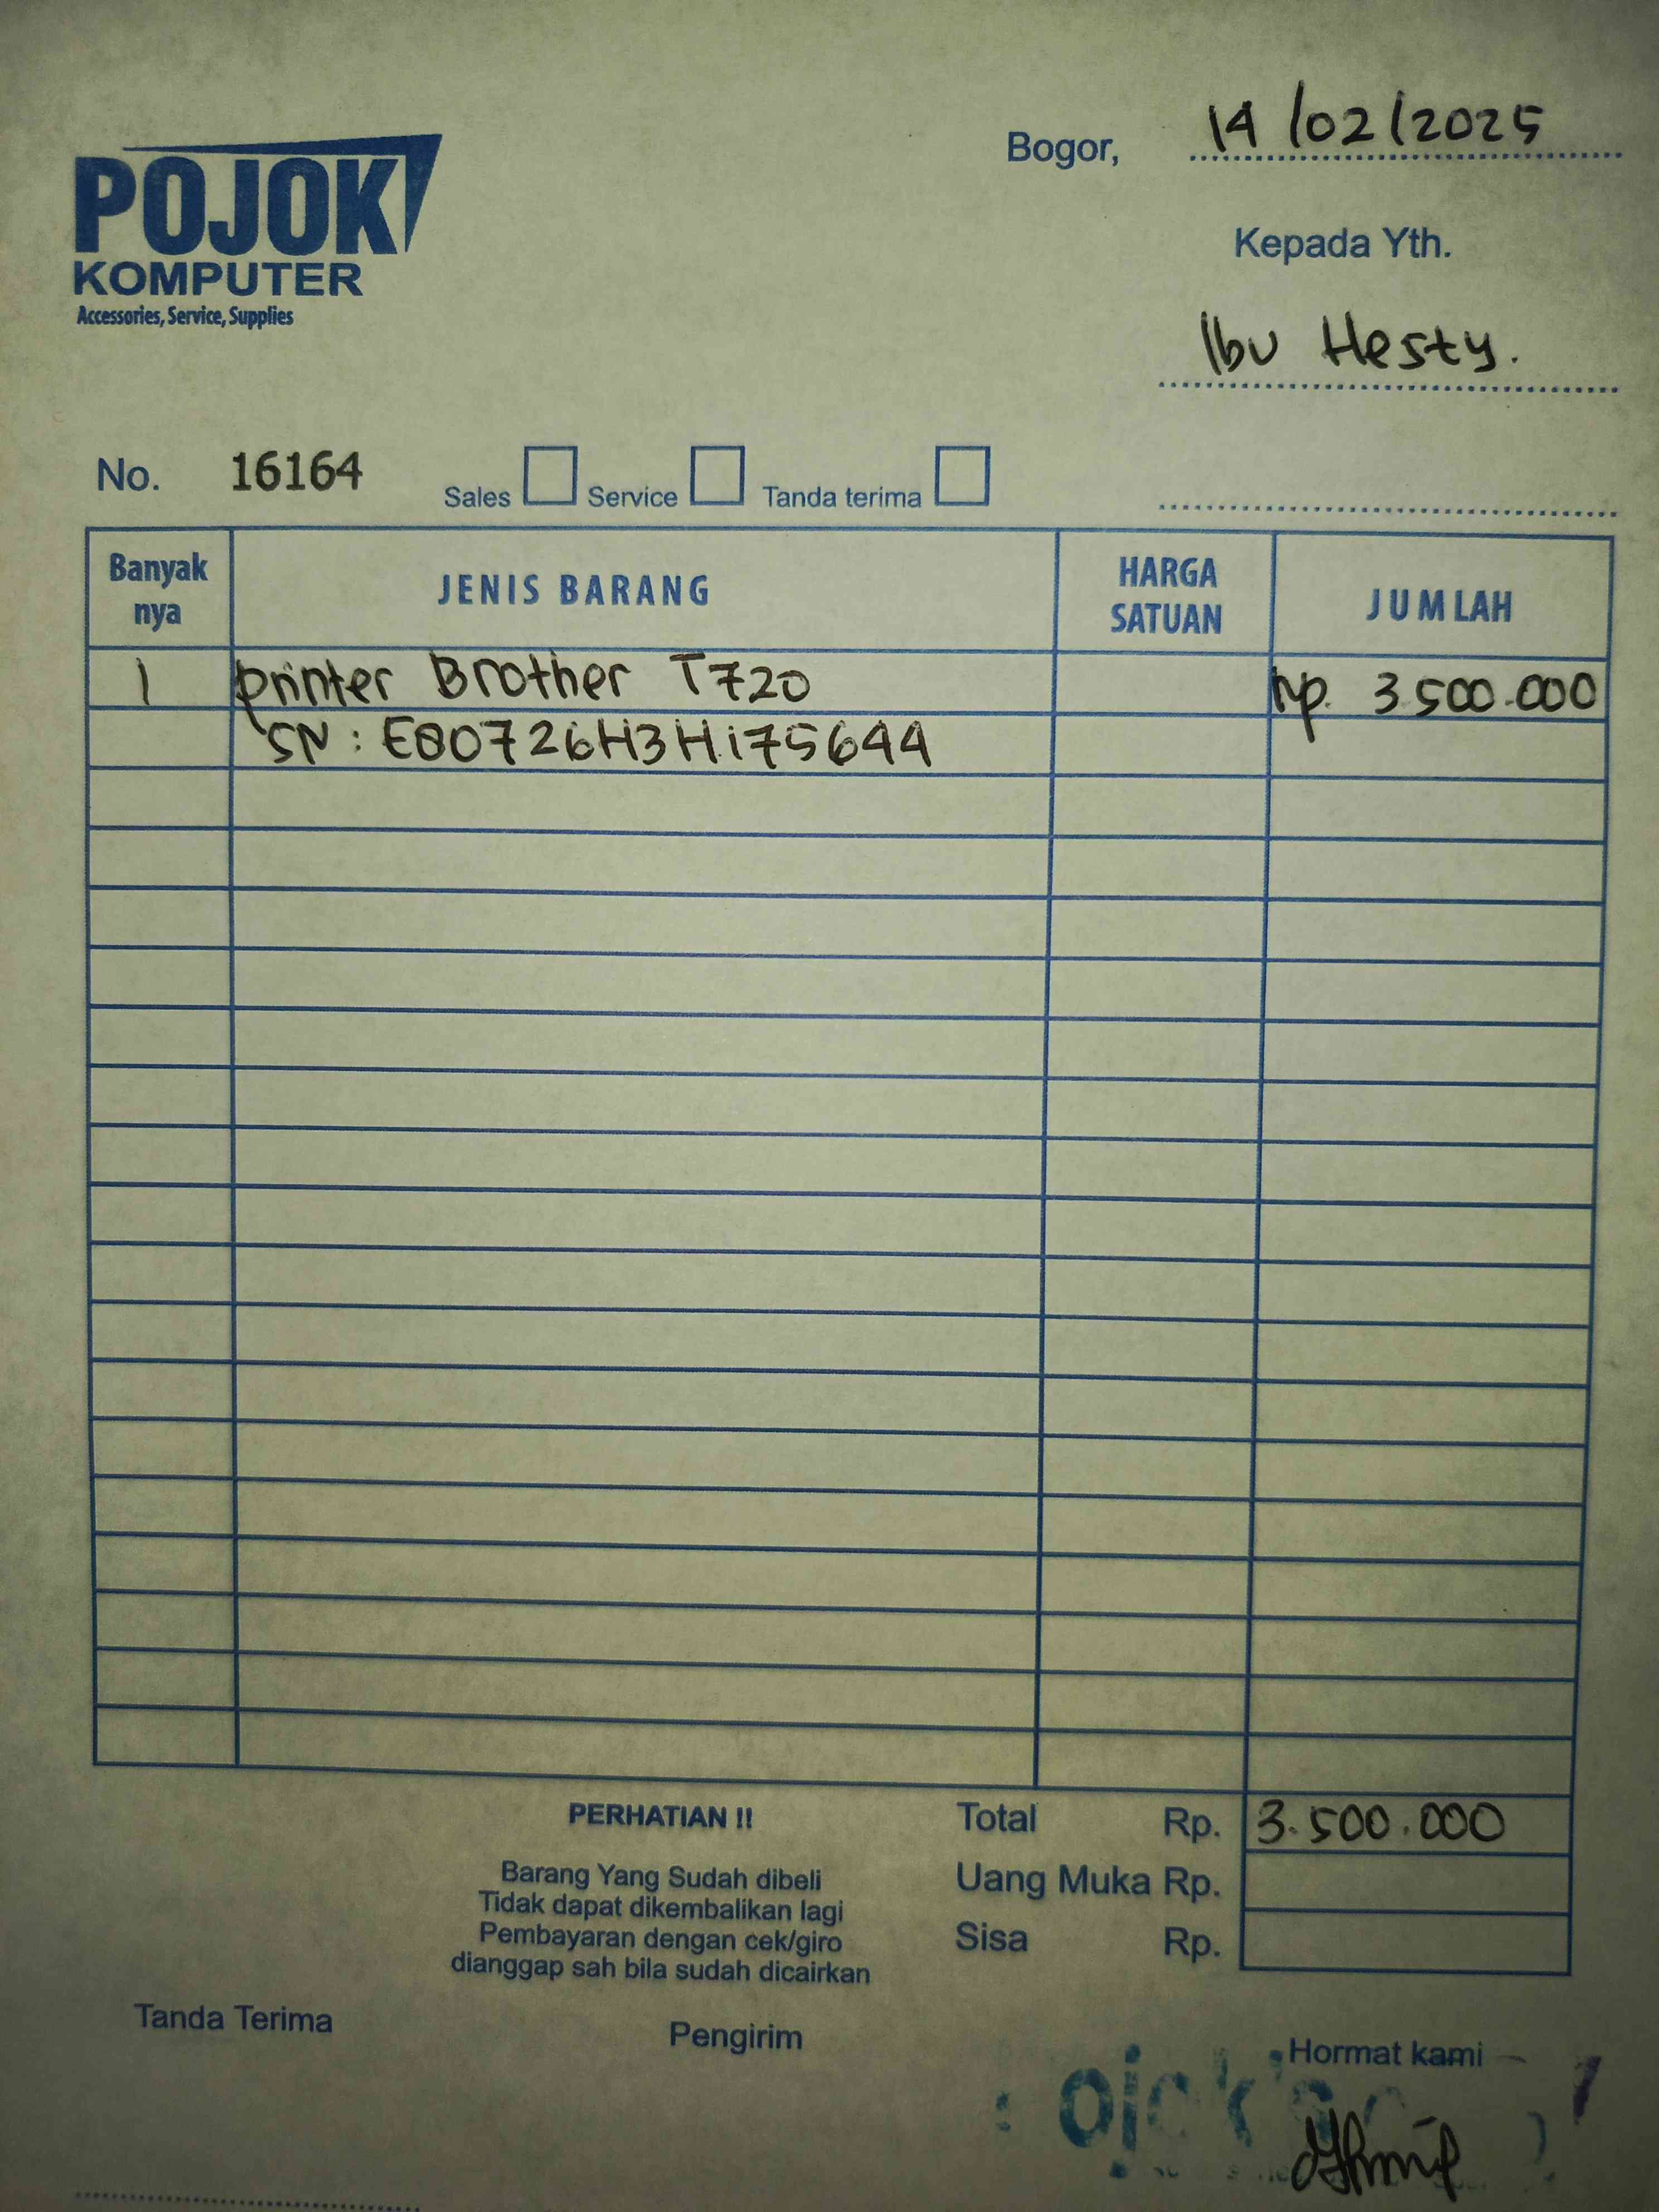 POJOK
KOMPUTER
Accessories, Service, Supplies
Bogor, 14/02/2025
Kepada Yth.
Ibu Hesty.
No. 16164 Sales Service Tanda terima
Banyak nya JENIS BARANG HARGA SATUAN JUMLAH
1 printer Brother T720 Rp. 3.500.000
SN : E80726H3Hi75644
PERHATIAN !!
Barang Yang Sudah dibeli
Tidak dapat dikembalikan lagi
Pembayaran dengan cek/giro
dianggap sah bila sudah dicairkan
Total Rp. 3.500.000
Uang Muka Rp.
Sisa Rp.
Tanda Terima
Pengirim
Hormat kami